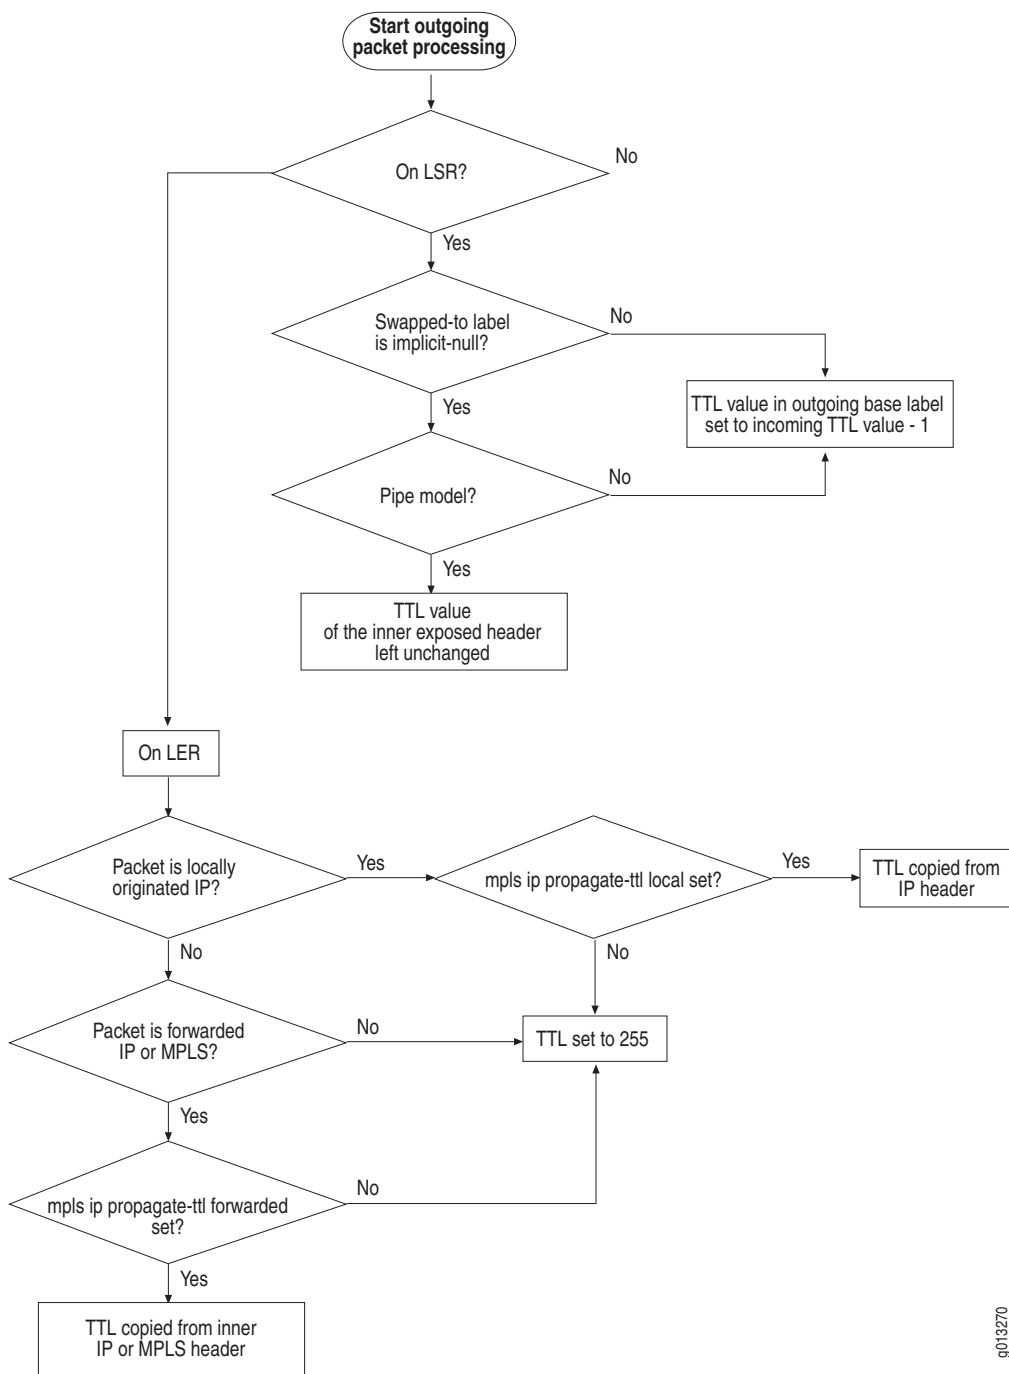 Start outgoing
packet processing
On LSR?
No
Yes
Swapped-to label
is implicit-null?
No
TTL value in outgoing base label
set to incoming TTL value - 1
Yes
Pipe model?
No
Yes
TTL value
of the inner exposed header
left unchanged
On LER
Packet is locally
originated IP?
Yes
mpls ip propagate-ttl local set?
Yes
TTL copied from
IP header
No
No
Packet is forwarded
IP or MPLS?
No
TTL set to 255
Yes
mpls ip propagate-ttl forwarded
set?
No
Yes
TTL copied from inner
IP or MPLS header
g013270